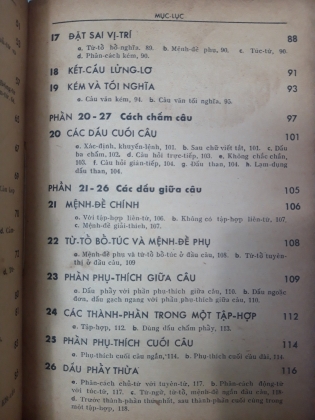 MỤC-LỤC
17 ĐẶT SAI VỊ-TRÍ 88
a. Từ-tố bổ-nghĩa, 89. b. Mệnh-đề phụ, 90. c. Túc-từ, 90.
d. Phân-cách kém, 90.
18 KẾT-CẤU LỬNG-LƠ 91
19 KÉM VÀ TỐI NGHĨA 93
a. Câu văn kém, 94. b. Câu văn tối nghĩa, 95.
PHẦN 20 - 27 Cách chấm câu 97
20 CÁC DẤU CUỐI CÂU 101
a. Xác-định, khuyến-lệnh, 101. b. Sau chữ viết tắt, 101. c. Dấu
ba chấm, 102. d. Câu hỏi trực-tiếp, 103. e. Không chắc chắn,
103. f. Câu hỏi gián-tiếp, 104. g. Dấu than, 104. h. Lạm-dụng
dấu than, 104.
PHẦN 21 - 26 Các dấu giữa câu 105
21 MỆNH-ĐỀ CHÍNH 106
a. Với tập-hợp liên-từ, 106. b. Không có tập-hợp liên-từ, 107.
c. Mệnh-đề giải-thích, 107.
22 TỪ-TỐ BỔ-TÚC VÀ MỆNH-ĐỀ PHỤ 108
a. Mệnh-đề phụ và từ-tố bổ-túc ở đầu câu, 108. b. Từ-tố tuyên-
thị ở đầu câu, 109
23 PHẦN PHỤ-THÍCH GIỮA CÂU 109
a. Dấu phẩy với phần phụ-thích giữa câu, 110. b. Dấu ngoặc
đơn, dấu gạch ngang với phần phụ-thích giữa câu, 110.
24 CÁC THÀNH-PHẦN TRONG MỘT TẬP-HỢP 112
a. Tập-hợp, 112. b. Dùng dấu chấm phẩy, 112.
25 PHẦN PHỤ-THÍCH CUỐI CÂU 114
a. Phụ-thích cuối câu ngắn, 114. b. Phụ-thích cuối câu dài, 114.
26 DẤU PHẨY THỪA 116
a. Phân-cách chủ-từ với tuyên-từ, 117. b. Phân-cách động-từ
với túc-từ, 117. c. Từ-ngữ, từ-tố, mệnh-đề ngắn đầu câu, 118.
d. Trước thành-phần thứ nhất, sau thành-phần cuối cùng trong
một tập-hợp, 118.